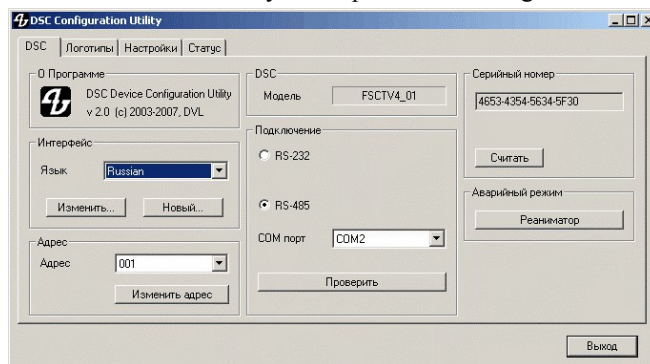 DSC Configuration Utility
DSC Логотипы Настройки Статус
О Программе
DSC Device Configuration Utility
v 2.0 (c) 2003-2007, DVL
Интерфейс
Язык Russian
Изменить... Новый...
Адрес
Адрес 001
Изменить адрес
DSC
Модель FSCTV4_01
Подключение
RS-232
RS-485
COM порт COM2
Проверить
Серийный номер
4653-4354-5634-5F30
Считать
Аварийный режим
Реаниматор
Выход